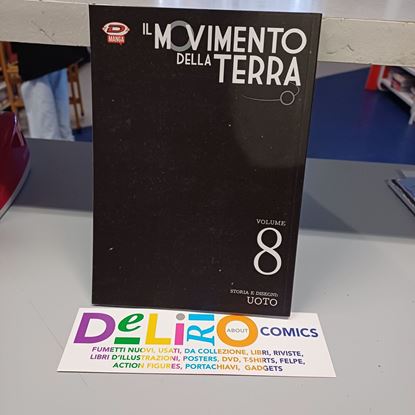 D
MANGA
IL MOVIMENTO
DELLA TERRA
VOLUME
8
STORIA E DISEGNI:
UOTO
DeLiRiO ABOUT COMICS
FUMETTI NUOVI, USATI, DA COLLEZIONE, LIBRI, RIVISTE,
LIBRI D'ILLUSTRAZIONI, POSTERS, DVD, T-SHIRTS, FELPE,
ACTION FIGURES, PORTACHIAVI, GADGETS